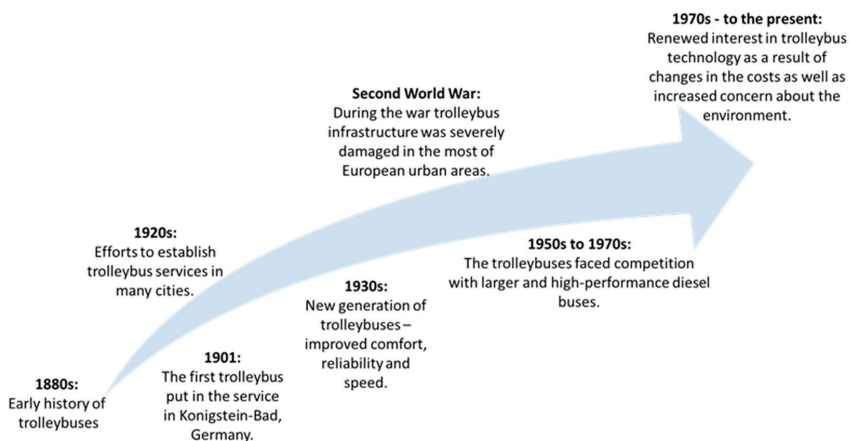 1880s:
Early history of
trolleybuses
1901:
The first trolleybus
put in the service
in Konigstein-Bad,
Germany.
1920s:
Efforts to establish
trolleybus services in
many cities.
1930s:
New generation of
trolleybuses –
improved comfort,
reliability and
speed.
Second World War:
During the war trolleybus
infrastructure was severely
damaged in the most of
European urban areas.
1950s to 1970s:
The trolleybuses faced competition
with larger and high-performance diesel
buses.
1970s - to the present:
Renewed interest in trolleybus
technology as a result of
changes in the costs as well as
increased concern about the
environment.